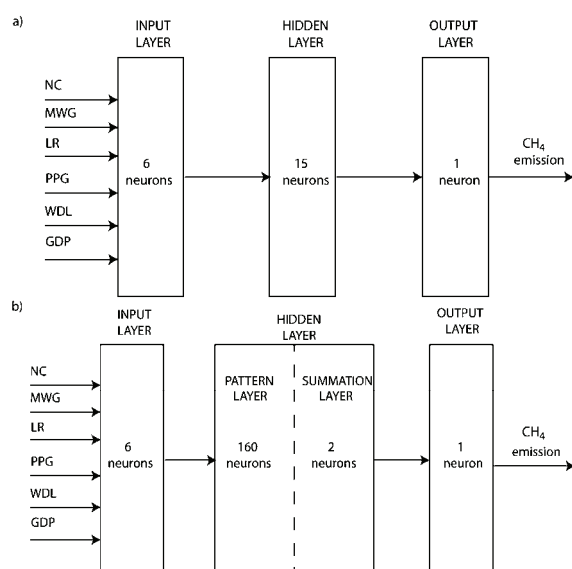 a)
INPUT
LAYER
HIDDEN
LAYER
OUTPUT
LAYER
NC
MWG
LR
PPG
WDL
GDP
6
neurons
15
neurons
1
neuron
CH4
emission
b)
INPUT
LAYER
HIDDEN
LAYER
OUTPUT
LAYER
PATTERN
LAYER
SUMMATION
LAYER
NC
MWG
LR
PPG
WDL
GDP
6
neurons
160
neurons
2
neurons
1
neuron
CH4
emission